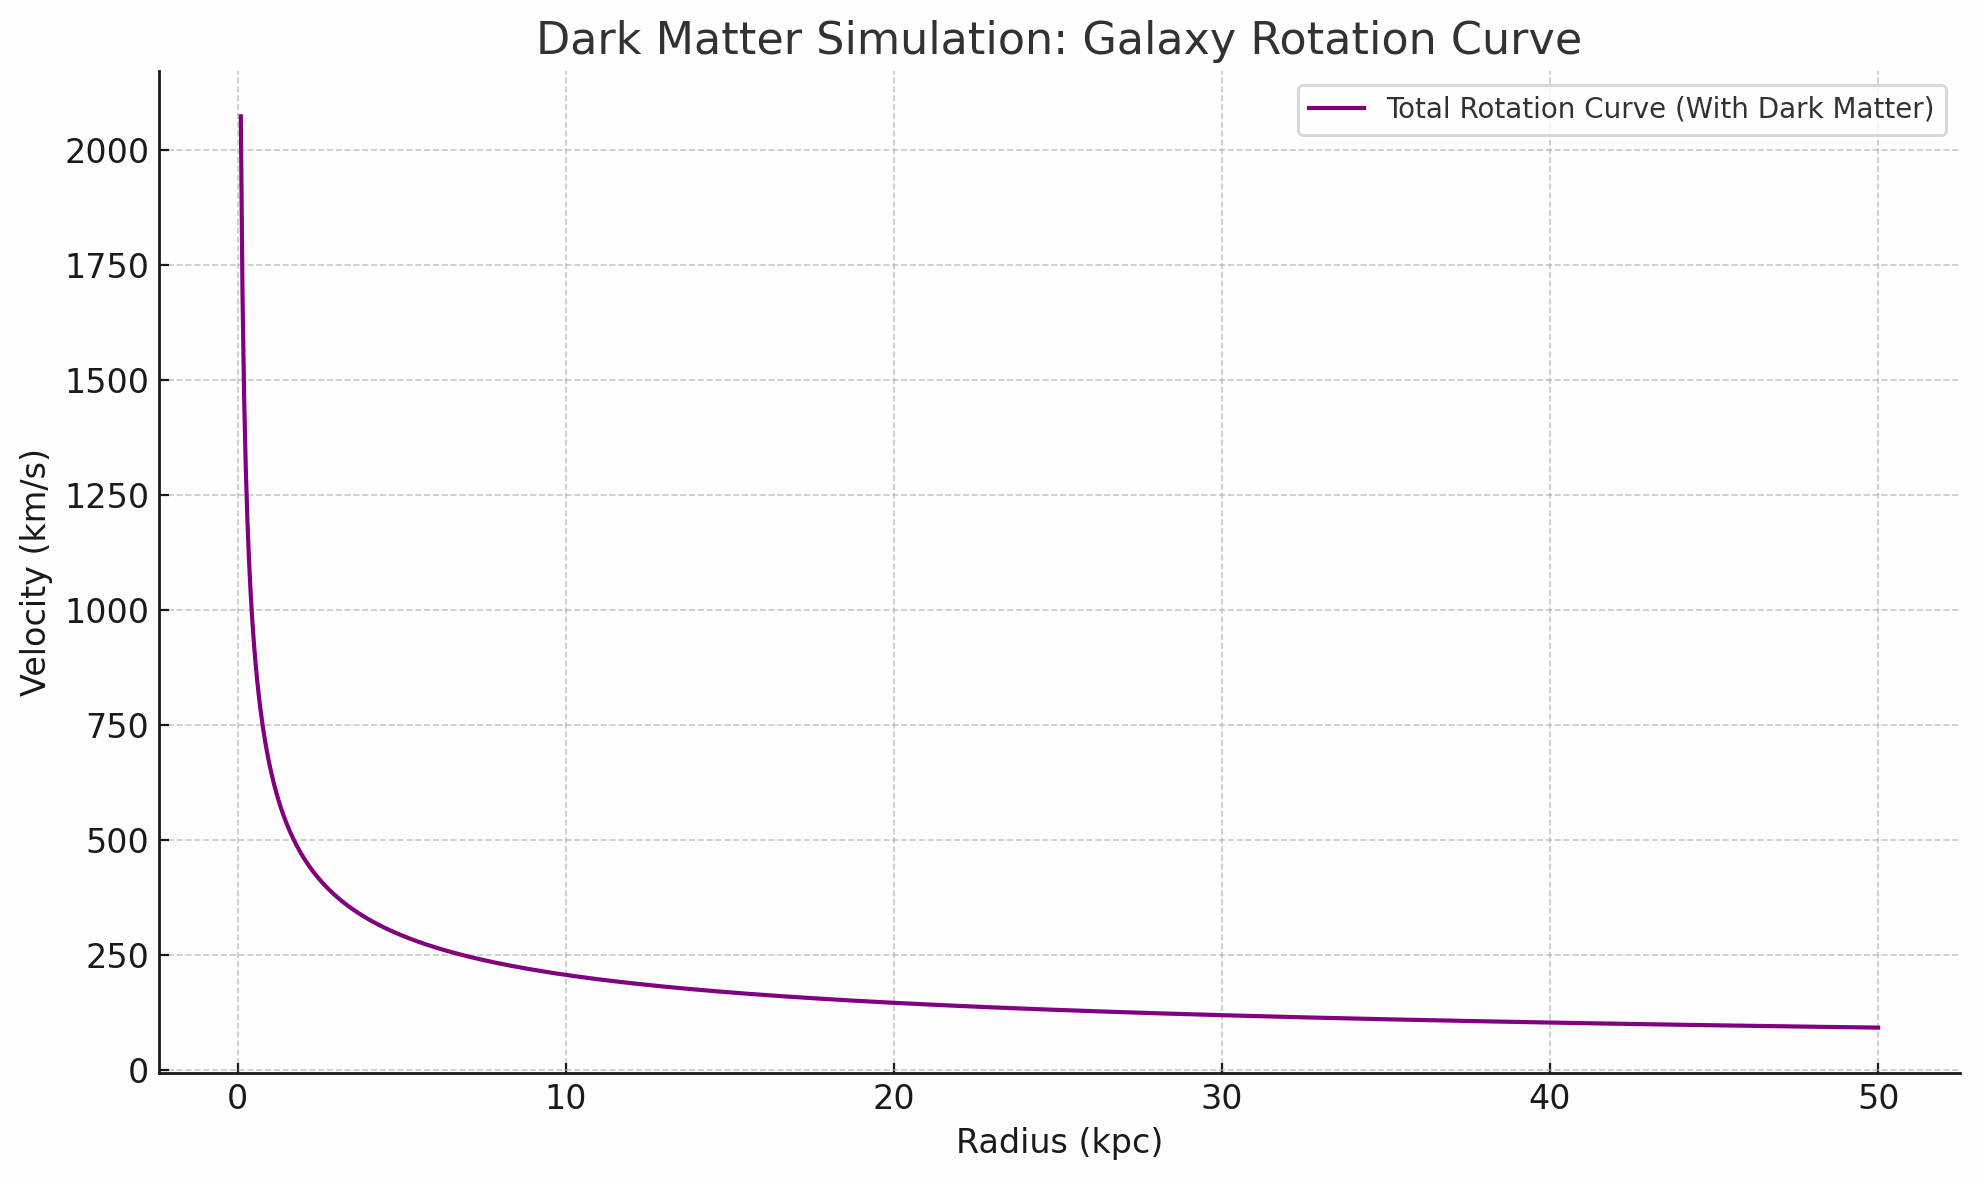 Dark Matter Simulation: Galaxy Rotation Curve
Total Rotation Curve (With Dark Matter)
2000
1750
1500
1250
1000
750
500
250
0
Velocity (km/s)
0 10 20 30 40 50
Radius (kpc)